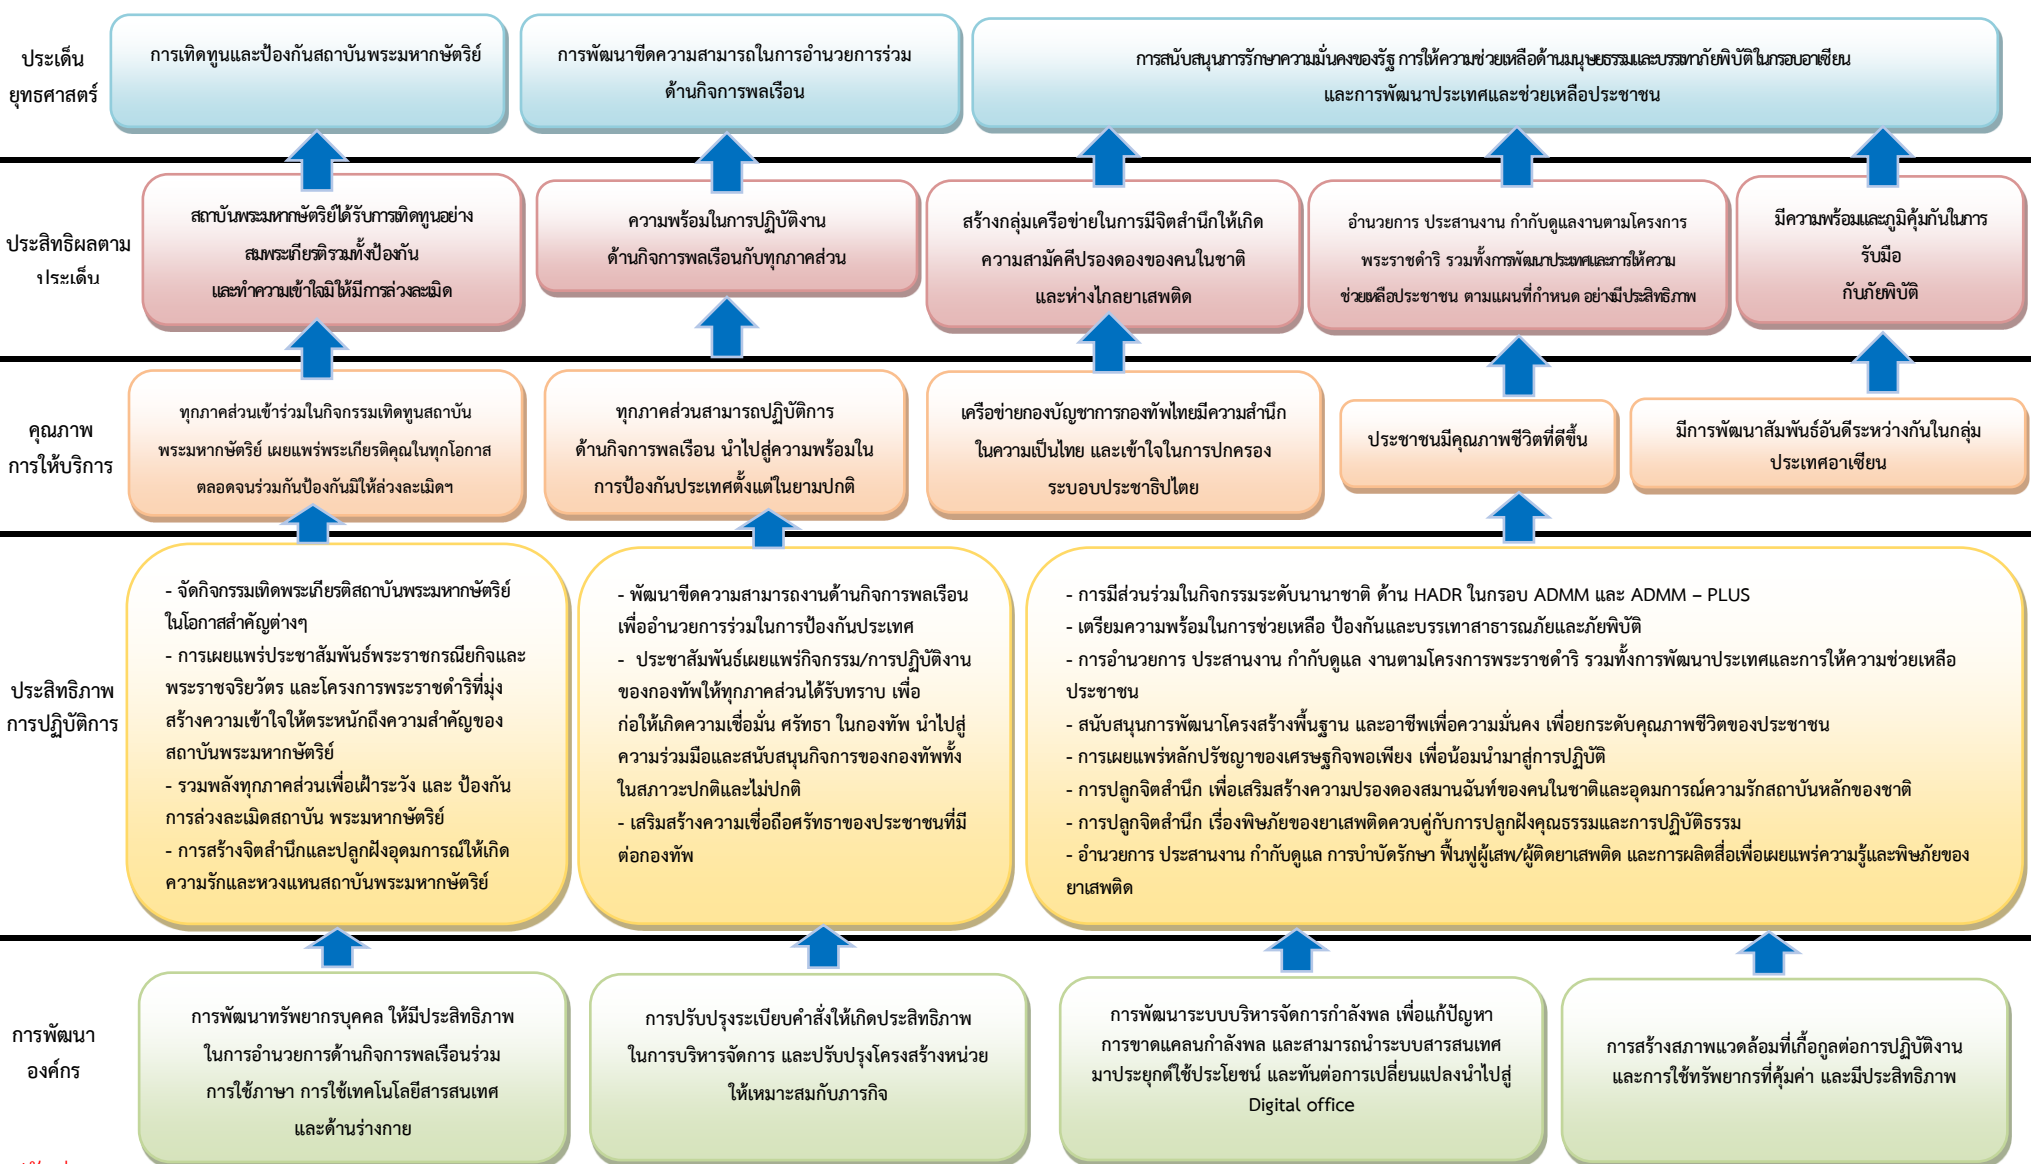 ประเด็น
ยุทธศาสตร์
การเทิดทูนและป้องกันสถาบันพระมหากษัตริย์
การพัฒนาขีดความสามารถในการอำนวยการร่วม
ด้านกิจการพลเรือน
การสนับสนุนการรักษาความมั่นคงของรัฐ การให้ความช่วยเหลือด้านมนุษยธรรมและบรรเทาภัยพิบัติในกรอบอาเซียน
และการพัฒนาประเทศและช่วยเหลือประชาชน
ประสิทธิผลตาม
ประเด็น
สถาบันพระมหากษัตริย์ได้รับการเทิดทูนอย่าง
สมพระเกียรติรวมทั้งป้องกัน
และทำความเข้าใจมิให้มีการล่วงละเมิด
ความพร้อมในการปฏิบัติงาน
ด้านกิจการพลเรือนกับทุกภาคส่วน
สร้างกลุ่มเครือข่ายในการมีจิตสำนึกให้เกิด
ความสามัคคีปรองดองของคนในชาติ
และห่างไกลยาเสพติด
อำนวยการ ประสานงาน กำกับดูแลงานตามโครงการ
พระราชดำริ รวมทั้งการพัฒนาประเทศและการให้ความ
ช่วยเหลือประชาชน ตามแผนที่กำหนด อย่างมีประสิทธิภาพ
มีความพร้อมและภูมิคุ้มกันในการ
รับมือ
กับภัยพิบัติ
คุณภาพ
การให้บริการ
ทุกภาคส่วนเข้าร่วมในกิจกรรมเทิดทูนสถาบัน
พระมหากษัตริย์ เผยแพร่พระเกียรติคุณในทุกโอกาส
ตลอดจนร่วมกันป้องกันมิให้ล่วงละเมิดฯ
ทุกภาคส่วนสามารถปฏิบัติการ
ด้านกิจการพลเรือน นำไปสู่ความพร้อมใน
การป้องกันประเทศตั้งแต่ในยามปกติ
เครือข่ายกองบัญชาการกองทัพไทยมีความสำนึก
ในความเป็นไทย และเข้าใจในการปกครอง
ระบอบประชาธิปไตย
ประชาชนมีคุณภาพชีวิตที่ดีขึ้น
มีการพัฒนาสัมพันธ์อันดีระหว่างกันในกลุ่ม
ประเทศอาเซียน
ประสิทธิภาพ
การปฏิบัติการ
- จัดกิจกรรมเทิดพระเกียรติสถาบันพระมหากษัตริย์
ในโอกาสสำคัญต่างๆ
- การเผยแพร่ประชาสัมพันธ์พระราชกรณียกิจและ
พระราชจริยวัตร และโครงการพระราชดำริที่มุ่ง
สร้างความเข้าใจให้ตระหนักถึงความสำคัญของ
สถาบันพระมหากษัตริย์
- รวมพลังทุกภาคส่วนเพื่อเฝ้าระวัง และ ป้องกัน
การล่วงละเมิดสถาบัน พระมหากษัตริย์
- การสร้างจิตสำนึกและปลูกฝังอุดมการณ์ให้เกิด
ความรักและหวงแหนสถาบันพระมหากษัตริย์
- พัฒนาขีดความสามารถงานด้านกิจการพลเรือน
เพื่ออำนวยการร่วมในการป้องกันประเทศ
- ประชาสัมพันธ์เผยแพร่กิจกรรม/การปฏิบัติงาน
ของกองทัพให้ทุกภาคส่วนได้รับทราบ เพื่อ
ก่อให้เกิดความเชื่อมั่น ศรัทธา ในกองทัพ นำไปสู่
ความร่วมมือและสนับสนุนกิจการของกองทัพทั้ง
ในสภาวะปกติและไม่ปกติ
- เสริมสร้างความเชื่อถือศรัทธาของประชาชนที่มี
ต่อกองทัพ
- การมีส่วนร่วมในกิจกรรมระดับนานาชาติ ด้าน HADR ในกรอบ ADMM และ ADMM – PLUS
- เตรียมความพร้อมในการช่วยเหลือ ป้องกันและบรรเทาสาธารณภัยและภัยพิบัติ
- การอำนวยการ ประสานงาน กำกับดูแล งานตามโครงการพระราชดำริ รวมทั้งการพัฒนาประเทศและการให้ความช่วยเหลือ
ประชาชน
- สนับสนุนการพัฒนาโครงสร้างพื้นฐาน และอาชีพเพื่อความมั่นคง เพื่อยกระดับคุณภาพชีวิตของประชาชน
- การเผยแพร่หลักปรัชญาของเศรษฐกิจพอเพียง เพื่อน้อมนำมาสู่การปฏิบัติ
- การปลูกจิตสำนึก เพื่อเสริมสร้างความปรองดองสมานฉันท์ของคนในชาติและอุดมการณ์ความรักสถาบันหลักของชาติ
- การปลูกจิตสำนึก เรื่องพิษภัยของยาเสพติดควบคู่กับการปลูกฝังคุณธรรมและการปฏิบัติธรรม
- อำนวยการ ประสานงาน กำกับดูแล การบำบัดรักษา ฟื้นฟูผู้เสพ/ผู้ติดยาเสพติด และการผลิตสื่อเพื่อเผยแพร่ความรู้และพิษภัยของ
ยาเสพติด
การพัฒนา
องค์กร
การพัฒนาทรัพยากรบุคคล ให้มีประสิทธิภาพ
ในการอำนวยการด้านกิจการพลเรือนร่วม
การใช้ภาษา การใช้เทคโนโลยีสารสนเทศ
และด้านร่างกาย
การปรับปรุงระเบียบคำสั่งให้เกิดประสิทธิภาพ
ในการบริหารจัดการ และปรับปรุงโครงสร้างหน่วย
ให้เหมาะสมกับภารกิจ
การพัฒนาระบบบริหารจัดการกำลังพล เพื่อแก้ปัญหา
การขาดแคลนกำลังพล และสามารถนำระบบสารสนเทศ
มาประยุกต์ใช้ประโยชน์ และทันต่อการเปลี่ยนแปลงนำไปสู่
Digital office
การสร้างสภาพแวดล้อมที่เกื้อกูลต่อการปฏิบัติงาน
และการใช้ทรัพยากรที่คุ้มค่า และมีประสิทธิภาพ